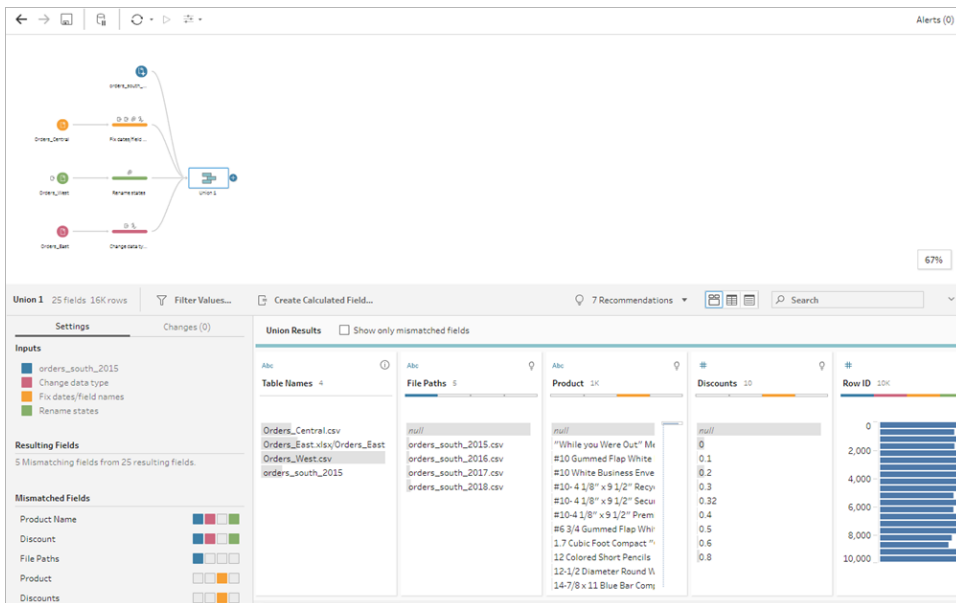 Alerts (0)
orders_south_...
Orders_Central
Fix dates/field ...
Orders_West
Rename states
Union 1
Orders_East
Change data ty...
67%
Union 1 25 fields 16K rows Filter Values... Create Calculated Field... 7 Recommendations Search
Settings Changes (0)
Union Results Show only mismatched fields
Inputs
orders_south_2015
Change data type
Fix dates/field names
Rename states
Resulting Fields
5 Mismatching fields from 25 resulting fields.
Mismatched Fields
Product Name
Discount
File Paths
Product
Discounts
Abc
Table Names 4
Orders_Central.csv
Orders_East.xlsx/Orders_East
Orders_West.csv
orders_south_2015
Abc
File Paths 5
null
orders_south_2015.csv
orders_south_2016.csv
orders_south_2017.csv
orders_south_2018.csv
Abc
Product 1K
null
"While you Were Out" Me
#10 Gummed Flap White
#10 White Business Enve
#10-4 1/8" x 9 1/2" Recy
#10-4 1/8" x 9 1/2" Secur
#10-4 1/8" x 9 1/2" Prem
#6 3/4 Gummed Flap Whi
1.7 Cubic Foot Compact "
12 Colored Short Pencils
12-1/2 Diameter Round W
14-7/8 x 11 Blue Bar Comp
#
Discounts 10
null
0
0.1
0.2
0.3
0.32
0.4
0.5
0.6
0.8
#
Row ID 10K
0
2,000
4,000
6,000
8,000
10,000